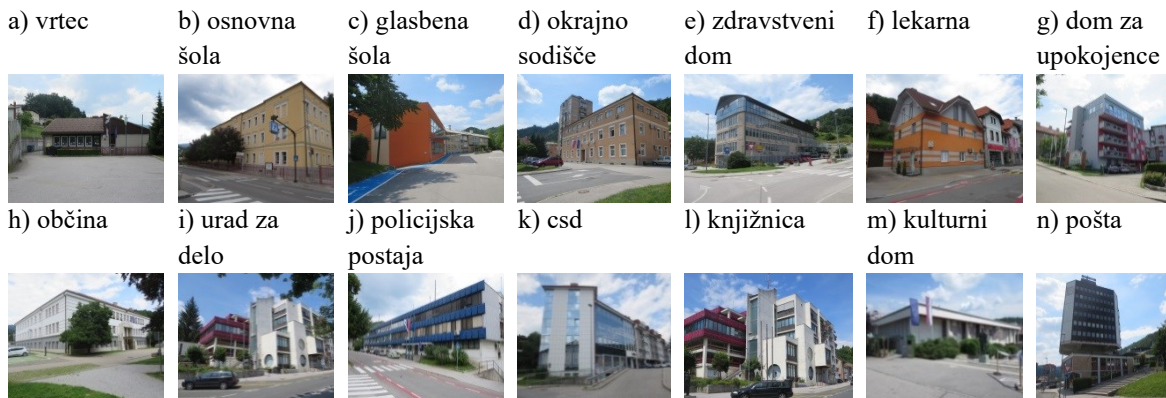 a) vrtec
b) osnovna
šola
c) glasbena
šola
d) okrajno
sodišče
e) zdravstveni
dom
f) lekarna
g) dom za
upokojence
h) občina
i) urad za
delo
j) policijska
postaja
k) csd
l) knjižnica
m) kulturni
dom
n) pošta